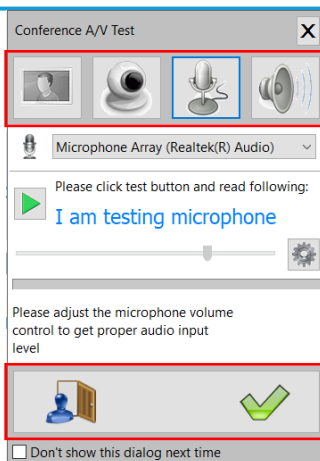 Conference A/V Test
X
Microphone Array (Realtek(R) Audio)
Please click test button and read following:
I am testing microphone
Please adjust the microphone volume
control to get proper audio input
level
Don't show this dialog next time